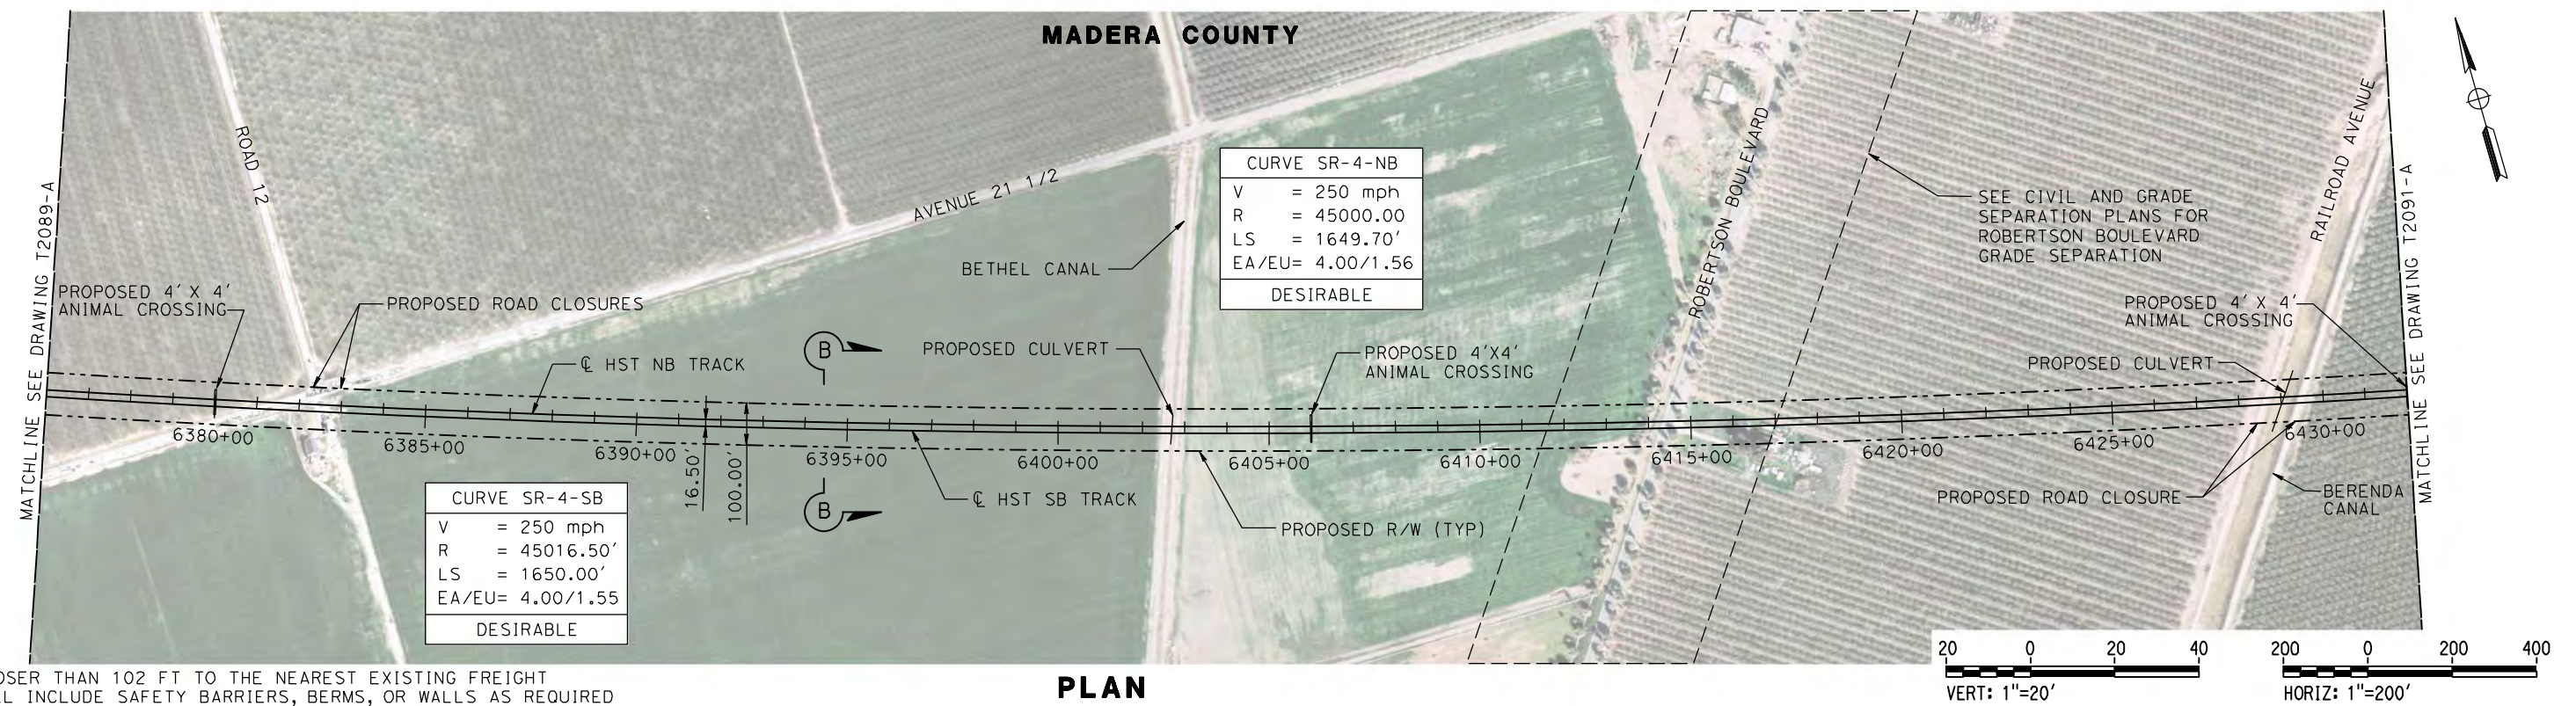 MADERA COUNTY
MATCHLINE SEE DRAWING T2089-A
ROAD 12
PROPOSED 4' X 4'
ANIMAL CROSSING
PROPOSED ROAD CLOSURES
AVENUE 21 1/2
℄ HST NB TRACK
B
B
PROPOSED CULVERT
BETHEL CANAL
CURVE SR-4-NB
V = 250 mph
R = 45000.00
LS = 1649.70'
EA/EU= 4.00/1.56
DESIRABLE
PROPOSED 4'X4'
ANIMAL CROSSING
ROBERTSON BOULEVARD
SEE CIVIL AND GRADE
SEPARATION PLANS FOR
ROBERTSON BOULEVARD
GRADE SEPARATION
RAILROAD AVENUE
PROPOSED 4' X 4'
ANIMAL CROSSING
PROPOSED CULVERT
MATCHLINE SEE DRAWING T2091-A
6380+00
6385+00
6390+00
6395+00
6400+00
6405+00
6410+00
6415+00
6420+00
6425+00
6430+00
16.50'
100.00'
CURVE SR-4-SB
V = 250 mph
R = 45016.50'
LS = 1650.00'
EA/EU= 4.00/1.55
DESIRABLE
℄ HST SB TRACK
PROPOSED R/W (TYP)
PROPOSED ROAD CLOSURE
BERENDA
CANAL
OSER THAN 102 FT TO THE NEAREST EXISTING FREIGHT
LL INCLUDE SAFETY BARRIERS, BERMS, OR WALLS AS REQUIRED
PLAN
20 0 20 40
VERT: 1"=20'
200 0 200 400
HORIZ: 1"=200'